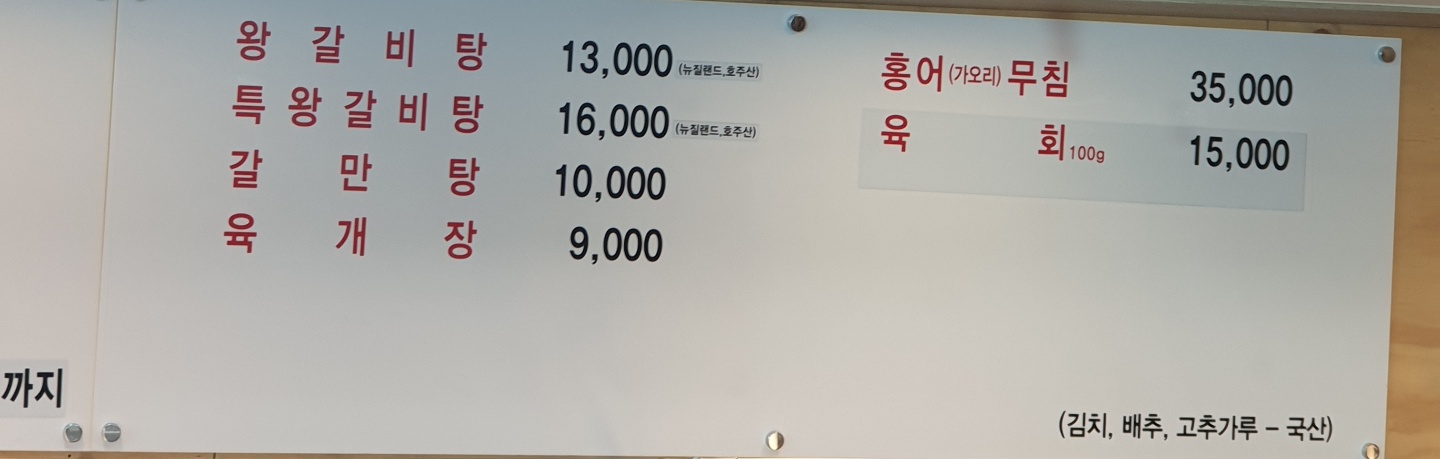 왕갈비탕 13,000 (뉴질랜드,호주산)
특왕갈비탕 16,000 (뉴질랜드,호주산)
갈만탕 10,000
육개장 9,000
홍어(가오리)무침 35,000
육회100g 15,000
(김치, 배추, 고추가루 – 국산)
까지